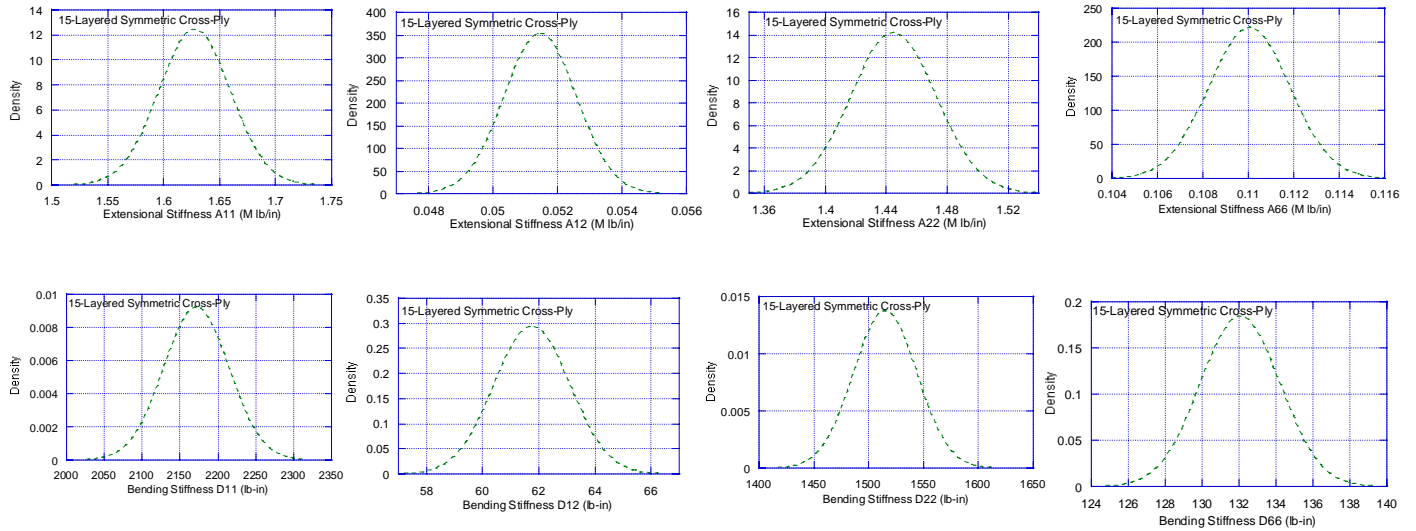 15-Layered Symmetric Cross-Ply
14
12
10
8
6
4
2
0
Density
1.5 1.55 1.6 1.65 1.7 1.75
Extensional Stiffness A11 (M lb/in)
15-Layered Symmetric Cross-Ply
400
350
300
250
200
150
100
50
0
Density
0.048 0.05 0.052 0.054 0.056
Extensional Stiffness A12 (M lb/in)
15-Layered Symmetric Cross-Ply
16
14
12
10
8
6
4
2
0
Density
1.36 1.4 1.44 1.48 1.52
Extensional Stiffness A22 (M lb/in)
15-Layered Symmetric Cross-Ply
250
200
150
100
50
0
Density
0.104 0.106 0.108 0.11 0.112 0.114 0.116
Extensional Stiffness A66 (M lb/in)
15-Layered Symmetric Cross-Ply
0.01
0.008
0.006
0.004
0.002
0
Density
2000 2050 2100 2150 2200 2250 2300 2350
Bending Stiffness D11 (lb-in)
15-Layered Symmetric Cross-Ply
0.35
0.3
0.25
0.2
0.15
0.1
0.05
0
Density
58 60 62 64 66
Bending Stiffness D12 (lb-in)
15-Layered Symmetric Cross-Ply
0.015
0.01
0.005
0
Density
1400 1450 1500 1550 1600 1650
Bending Stiffness D22 (lb-in)
15-Layered Symmetric Cross-Ply
0.2
0.15
0.1
0.05
0
Density
124 126 128 130 132 134 136 138 140
Bending Stiffness D66 (lb-in)